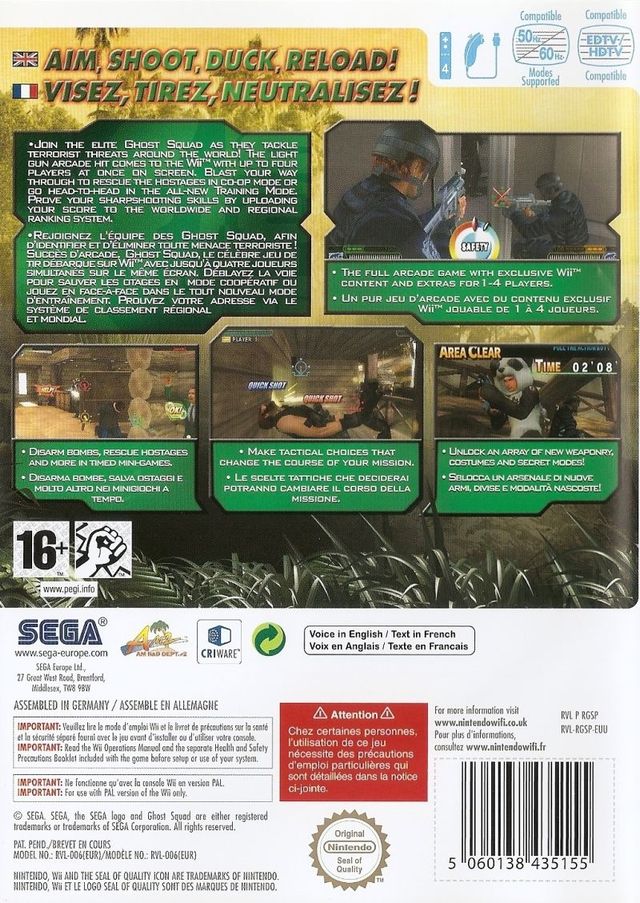 Compatible
Compatible
50Hz
60Hz
EDTV/
HDTV
4
Modes
Supported
Compatible
AIM, SHOOT, DUCK, RELOAD!
VISEZ, TIREZ, NEUTRALISEZ !
•JOIN THE ELITE GHOST SQUAD AS THEY TACKLE
TERRORIST THREATS AROUND THE WORLD! THE LIGHT
GUN ARCADE HIT COMES TO THE WII™ WITH UP TO FOUR
PLAYERS AT ONCE ON SCREEN. BLAST YOUR WAY
THROUGH TO RESCUE THE HOSTAGES IN CO-OP MODE OR
GO HEAD-TO-HEAD IN THE ALL-NEW TRAINING MODE.
PROVE YOUR SHARPSHOOTING SKILLS BY UPLOADING
YOUR SCORE TO THE WORLDWIDE AND REGIONAL
RANKING SYSTEM.
•REJOIGNEZ L'ÉQUIPE DES GHOST SQUAD, AFIN
D'IDENTIFIER ET D'ÉLIMINER TOUTE MENACE TERRORISTE !
SUCCÈS D'ARCADE, GHOST SQUAD, LE CÉLÈBRE JEU DE
TIR DÉBARQUE SUR WII™ AVEC JUSQU'À QUATRE JOUEURS
SIMULTANÉS SUR LE MÊME ÉCRAN. DÉBLAYEZ LA VOIE
POUR SAUVER LES OTAGES EN MODE COOPÉRATIF OU
JOUEZ EN FACE-À-FACE DANS LE TOUT NOUVEAU MODE
D'ENTRAÎNEMENT. PROUVEZ VOTRE ADRESSE VIA LE
SYSTÈME DE CLASSEMENT RÉGIONAL
ET MONDIAL.
SAFETY
• THE FULL ARCADE GAME WITH EXCLUSIVE WII™
CONTENT AND EXTRAS FOR 1-4 PLAYERS.
• UN PUR JEU D'ARCADE AVEC DU CONTENU EXCLUSIF
WII™ JOUABLE DE 1 À 4 JOUEURS.
HELP!
OK!
• DISARM BOMBS, RESCUE HOSTAGES
AND MORE IN TIMED MINI-GAMES.
• DISARMA BOMBE, SALVA OSTAGGI E
MOLTO ALTRO NEI MINIGIOCHI A
TEMPO.
PLAYER 1
QUICK SHOT
QUICK SHOT
• MAKE TACTICAL CHOICES THAT
CHANGE THE COURSE OF YOUR MISSION.
• LE SCELTE TATTICHE CHE DECIDERAI
POTRANNO CAMBIARE IL CORSO DELLA
MISSIONE.
AREA CLEAR
TIME 02'08
• UNLOCK AN ARRAY OF NEW WEAPONRY,
COSTUMES AND SECRET MODES!
• SBLOCCA UN ARSENALE DI NUOVE
ARMI, DIVISE E MODALITÀ NASCOSTE!
16+
www.pegi.info
SEGA®
www.sega-europe.com
SEGA Europe Ltd.,
27 Great West Road, Brentford,
Middlesex, TW8 9BW
AM R&D DEPT.#2
CRIWARE™
Voice in English / Text in French
Voix en Anglais / Texte en Francais
ASSEMBLED IN GERMANY / ASSEMBLE EN ALLEMAGNE
IMPORTANT: Veuillez lire le mode d'emploi Wii et le livret de précautions sur la santé
et la sécurité séparé fourni avec le jeu avant d'installer ou d'utiliser votre console.
IMPORTANT: Read the Wii Operations Manual and the separate Health and Safety
Precautions Booklet included with the game before setup or use of your system.
IMPORTANT: Ne fonctionne qu'avec la console Wii en version PAL.
IMPORTANT: For use with PAL version of the Wii only.
© SEGA. SEGA, the SEGA logo and Ghost Squad are either registered
trademarks or trademarks of SEGA Corporation. All rights reserved.
PAT. PEND./BREVET EN COURS
MODEL NO.: RVL-006(EUR)/MODÈLE NO.: RVL-006(EUR)
NINTENDO, Wii AND THE SEAL OF QUALITY ICON ARE TRADEMARKS OF NINTENDO.
NINTENDO, Wii ET LE LOGO SEAL OF QUALITY SONT DES MARQUES DE NINTENDO.
Attention
Chez certaines personnes,
l'utilisation de ce jeu
nécessite des précautions
d'emploi particulières qui
sont détaillées dans la notice
ci-jointe.
Original
Nintendo
Seal of
Quality
For more information visit
www.nintendowifi.co.uk
Pour plus d'informations,
consultez www.nintendowifi.fr
RVL P RGSP
RVL-RGSP-EUU
5 060138 435155